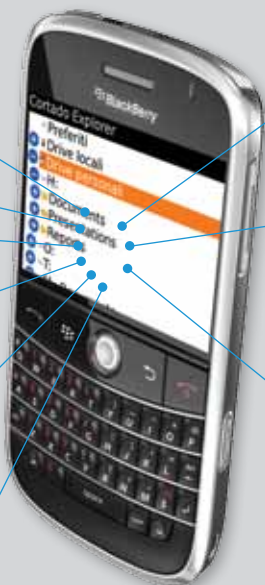 BlackBerry
Cortado Explorer
Preferiti
Drive locali
Drive personali
H:
Documents
Presentations
Reports
Q:
T: